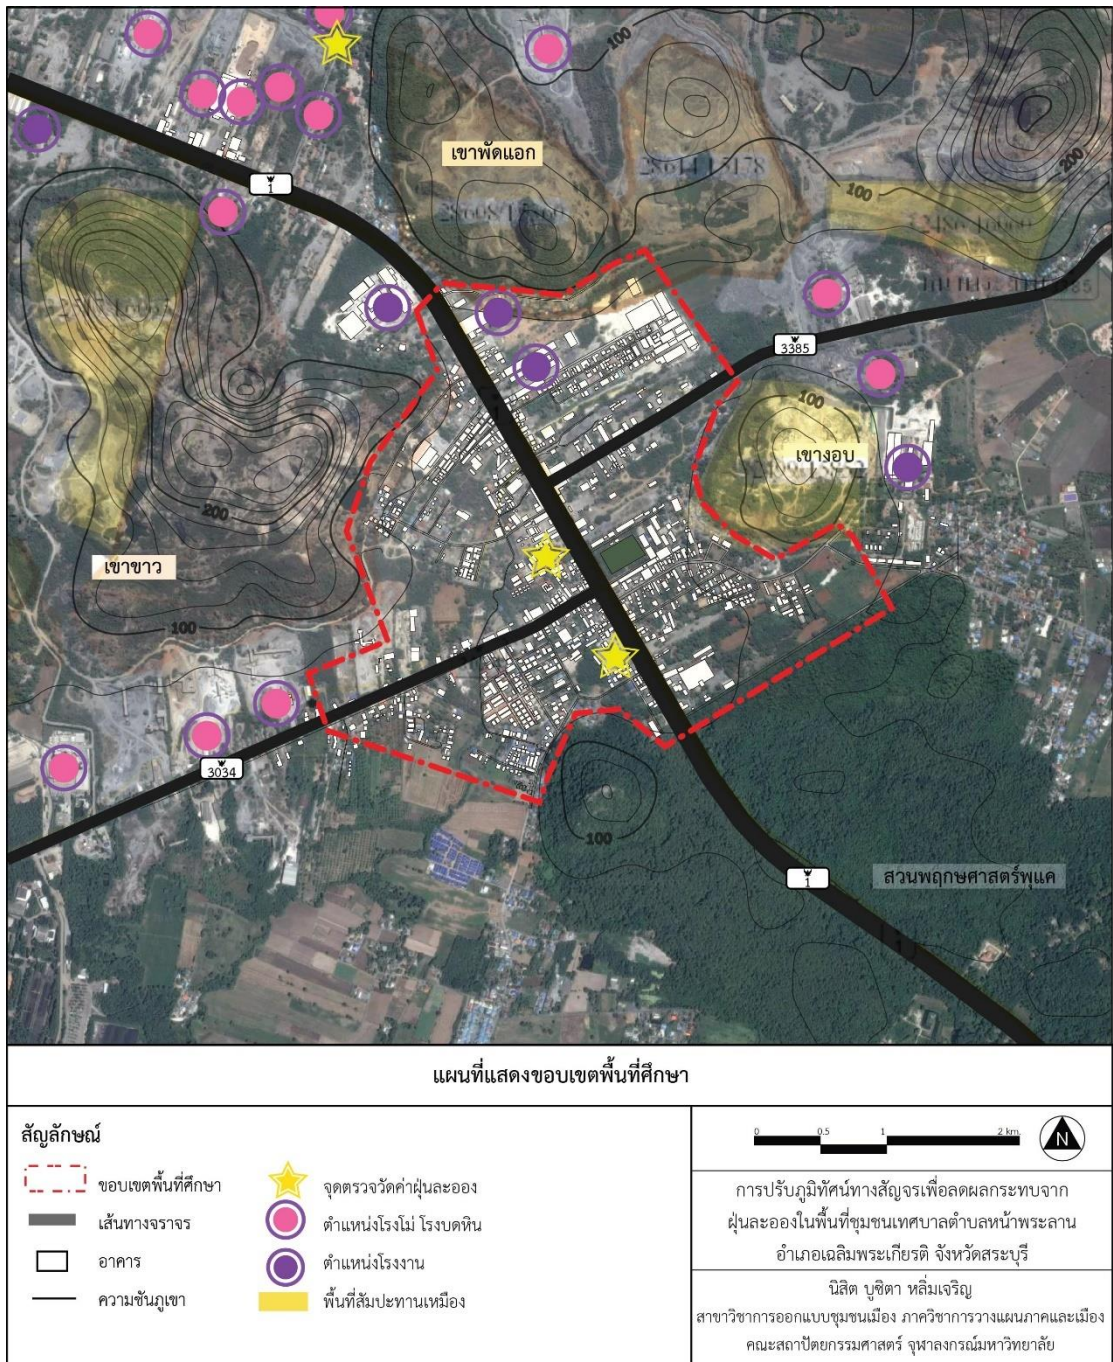 100
เขาพัดแอก
28614/15178
200
1
100
3385
100
เขางอบ
200
เขาขาว
100
3034
100
1
สวนพฤกษศาสตร์พุแค
แผนที่แสดงขอบเขตพื้นที่ศึกษา
สัญลักษณ์
ขอบเขตพื้นที่ศึกษา
เส้นทางจราจร
อาคาร
ความชันภูเขา
จุดตรวจวัดค่าฝุ่นละออง
ตำแหน่งโรงโม่ โรงบดหิน
ตำแหน่งโรงงาน
พื้นที่สัมปะทานเหมือง
0 0.5 1 2 km.
N
การปรับภูมิทัศน์ทางสัญจรเพื่อลดผลกระทบจาก
ฝุ่นละอองในพื้นที่ชุมชนเทศบาลตำบลหน้าพระลาน
อำเภอเฉลิมพระเกียรติ จังหวัดสระบุรี
นิสิต บูชิตา หลิ่มเจริญ
สาขาวิชาการออกแบบชุมชนเมือง ภาควิชาการวางแผนภาคและเมือง
คณะสถาปัตยกรรมศาสตร์ จุฬาลงกรณ์มหาวิทยาลัย